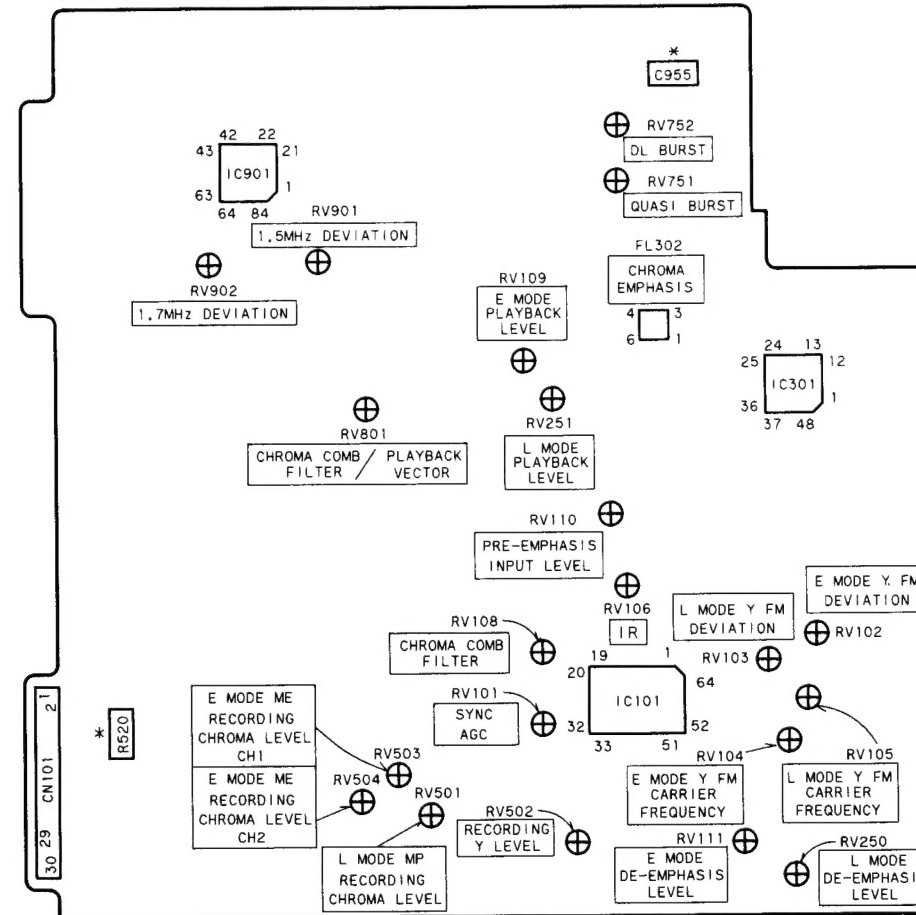 *
C955
RV752
DL BURST
RV751
QUASI BURST
42 22
43 21
IC901
63 1
64 84
RV901
1.5MHz DEVIATION
RV902
1.7MHz DEVIATION
FL302
CHROMA
EMPHASIS
4 3
6 1
RV109
E MODE
PLAYBACK
LEVEL
24 13
25 12
IC301
36 1
37 48
RV801
CHROMA COMB / PLAYBACK
FILTER VECTOR
RV251
L MODE
PLAYBACK
LEVEL
RV110
PRE-EMPHASIS
INPUT LEVEL
RV106
IR
E MODE Y FM
DEVIATION
RV102
L MODE Y FM
DEVIATION
RV103
RV108
CHROMA COMB
FILTER
19 1
20 64
IC101
32 52
33 51
RV101
SYNC
AGC
1
2
CN101
29
30
*
R520
E MODE ME
RECORDING
CHROMA LEVEL
CH1
RV503
E MODE ME
RECORDING
CHROMA LEVEL
CH2
RV504
RV501
L MODE MP
RECORDING
CHROMA LEVEL
RV502
RECORDING
Y LEVEL
RV104
E MODE Y FM
CARRIER
FREQUENCY
RV105
L MODE Y FM
CARRIER
FREQUENCY
RV111
E MODE
DE-EMPHASIS
LEVEL
RV250
L MODE
DE-EMPHASI
LEVEL